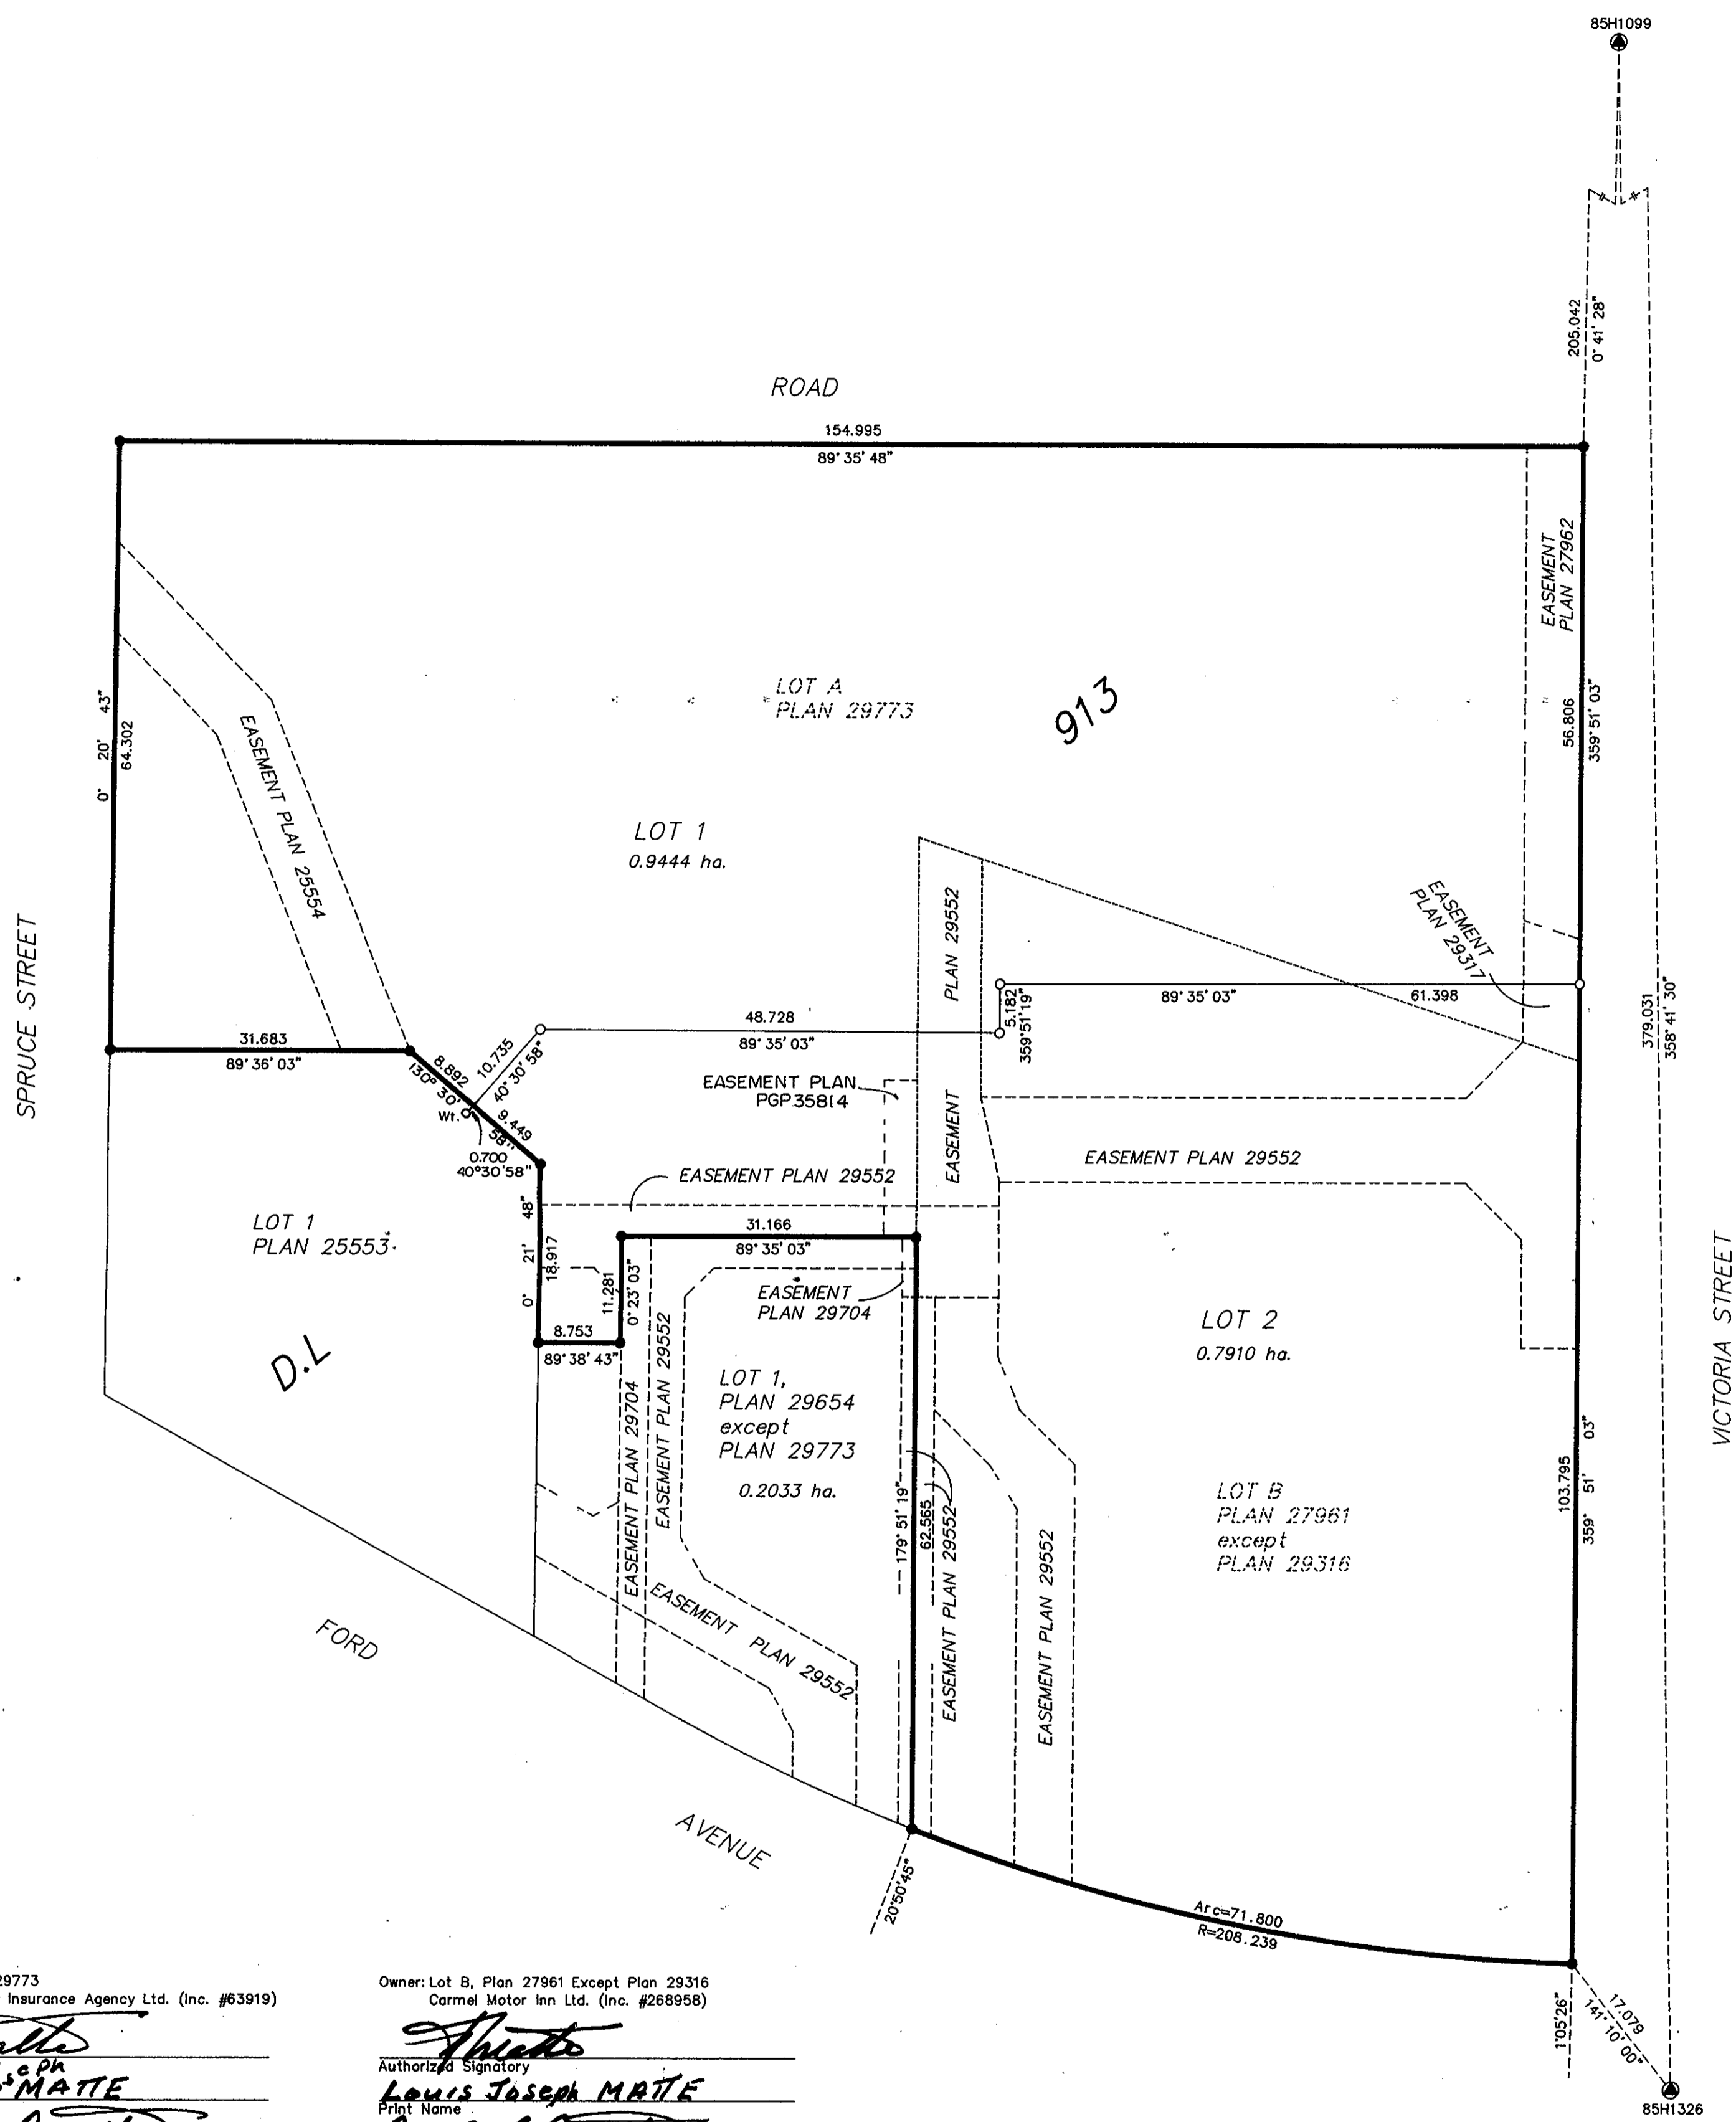 85H1099
205.042
0° 41' 28"
ROAD
154.995
89° 35' 48"
EASEMENT
PLAN 27962
LOT A
PLAN 29773
913
56.806
359° 51' 03"
0° 20' 43"
64.302
EASEMENT PLAN 25554
LOT 1
0.9444 ha.
SPRUCE STREET
PLAN 29552
EASEMENT
EASEMENT
PLAN 29317
31.683
89° 36' 03"
8.892
130° 30' 58"
10.735
40° 30' 58"
48.728
89° 35' 03"
5.182
359° 51' 19"
89° 35' 03"
61.398
379.031
358° 41' 30"
Wt.
9.449
0.700
40°30'58"
EASEMENT PLAN
PGP35814
EASEMENT PLAN 29552
EASEMENT PLAN 29552
LOT 1
PLAN 25553
0° 21' 48"
18.917
31.166
89° 35' 03"
11.281
0° 23' 03"
8.753
89° 38' 43"
EASEMENT
PLAN 29704
D.L
LOT 1,
PLAN 29654
except
PLAN 29773
0.2033 ha.
EASEMENT PLAN 29704
EASEMENT PLAN 29552
EASEMENT PLAN 29552
179° 51' 19"
62.565
EASEMENT PLAN 29552
EASEMENT PLAN 29552
LOT 2
0.7910 ha.
LOT B
PLAN 27961
except
PLAN 29316
103.795
359° 51' 03"
VICTORIA STREET
FORD
AVENUE
20°50'45"
Arc=71.800
R=208.239
1°05'26"
17.079
141° 10' 00"
85H1326
29773
Insurance Agency Ltd. (Inc. #63919)
MATTE
Owner: Lot B, Plan 27961 Except Plan 29316
Carmel Motor Inn Ltd. (Inc. #268958)
Authorized Signatory
Louis Joseph MATTE
Print Name